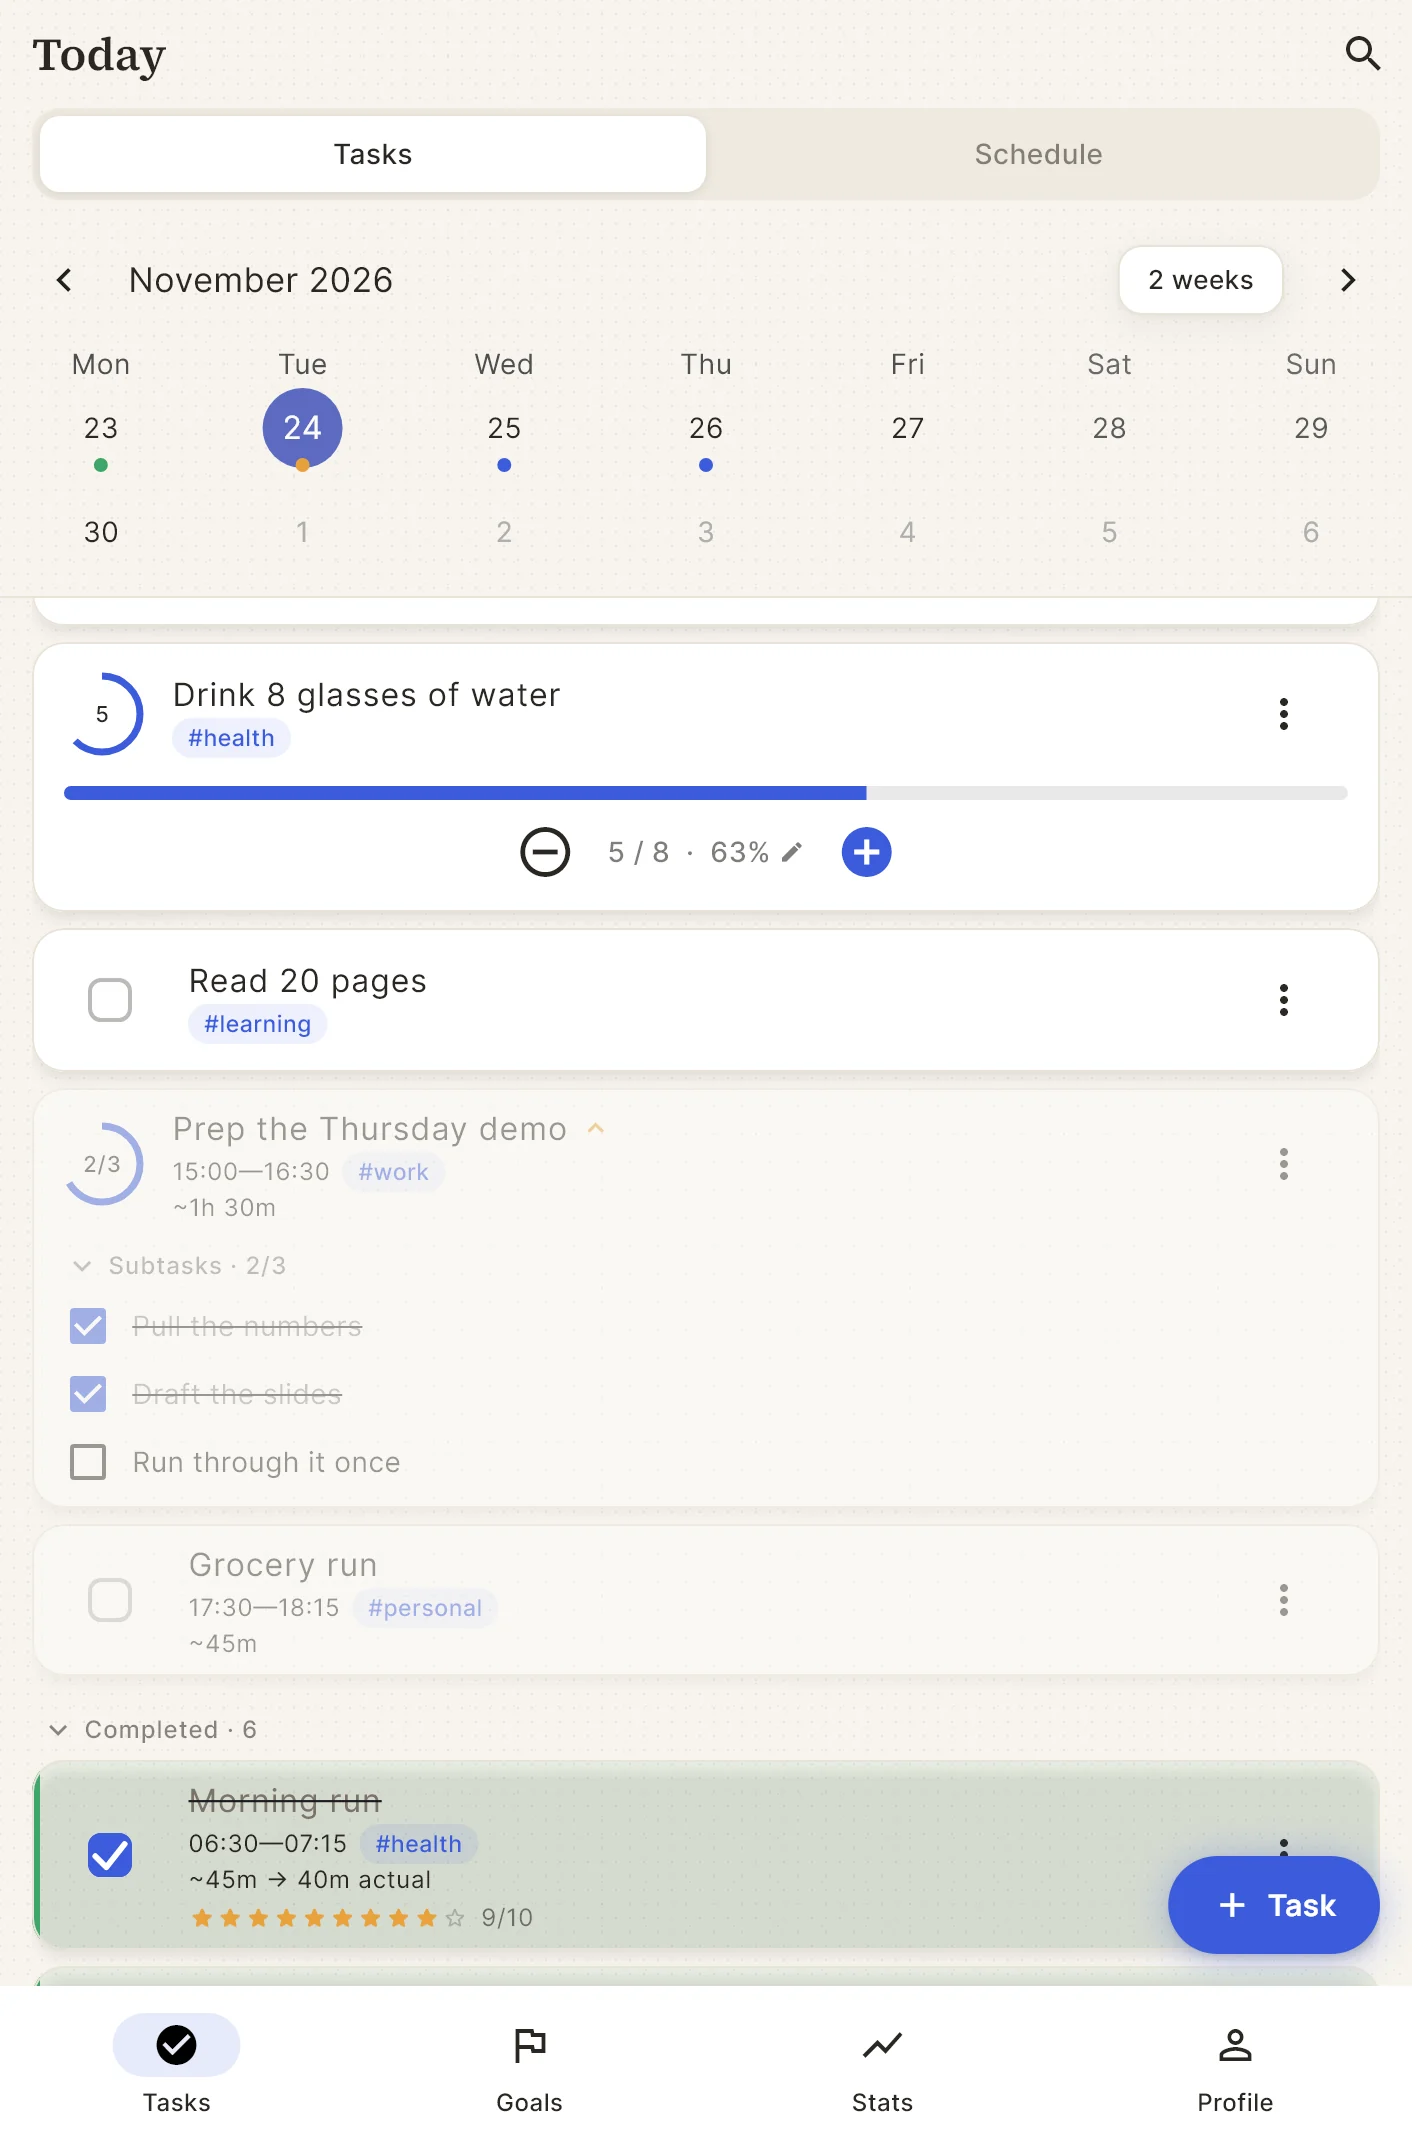 Today
Tasks
Schedule
November 2026
2 weeks
Mon Tue Wed Thu Fri Sat Sun
23 24 25 26 27 28 29
30 1 2 3 4 5 6
5
Drink 8 glasses of water
#health
5 / 8 · 63%
Read 20 pages
#learning
2/3
Prep the Thursday demo
15:00—16:30 #work
~1h 30m
Subtasks · 2/3
Pull the numbers
Draft the slides
Run through it once
Grocery run
17:30—18:15 #personal
~45m
Completed · 6
Morning run
06:30—07:15 #health
~45m → 40m actual
9/10
+ Task
Tasks
Goals
Stats
Profile